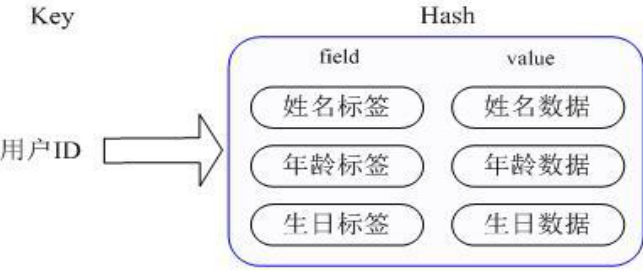 Key Hash
field value
姓名标签 姓名数据
用户ID 年龄标签 年龄数据
生日标签 生日数据